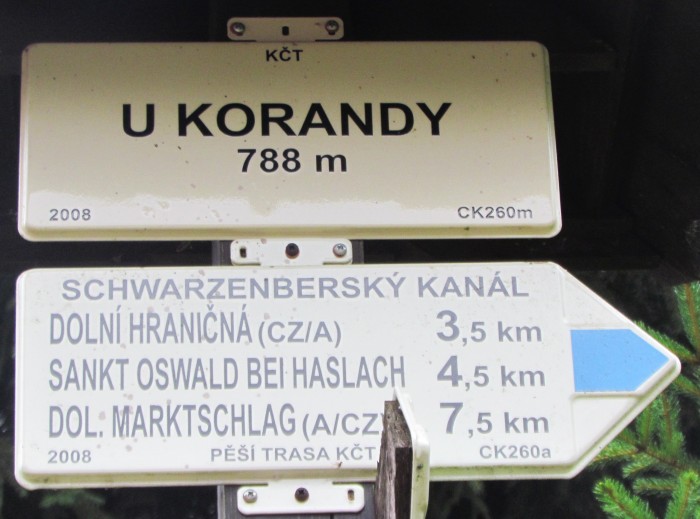 KČT
U KORANDY
788 m
2008 CK260m
SCHWARZENBERSKÝ KANÁL
DOLNÍ HRANIČNÁ (CZ/A) 3,5 km
SANKT OSWALD BEI HASLACH 4,5 km
DOL. MARKTSCHLAG (A/CZ) 7,5 km
2008 PĚŠÍ TRASA KČT CK260a